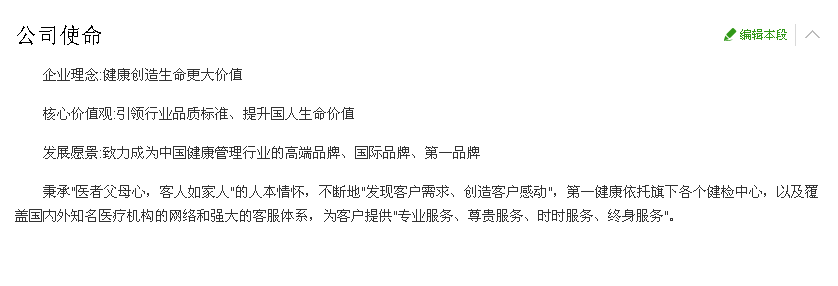 公司使命
编辑本段
企业理念:健康创造生命更大价值
核心价值观:引领行业品质标准、提升国人生命价值
发展愿景:致力成为中国健康管理行业的高端品牌、国际品牌、第一品牌
秉承"医者父母心，客人如家人"的人本情怀，不断地"发现客户需求、创造客户感动"，第一健康依托旗下各个健检中心，以及覆
盖国内外知名医疗机构的网络和强大的客服体系，为客户提供"专业服务、尊贵服务、时时服务、终身服务"。